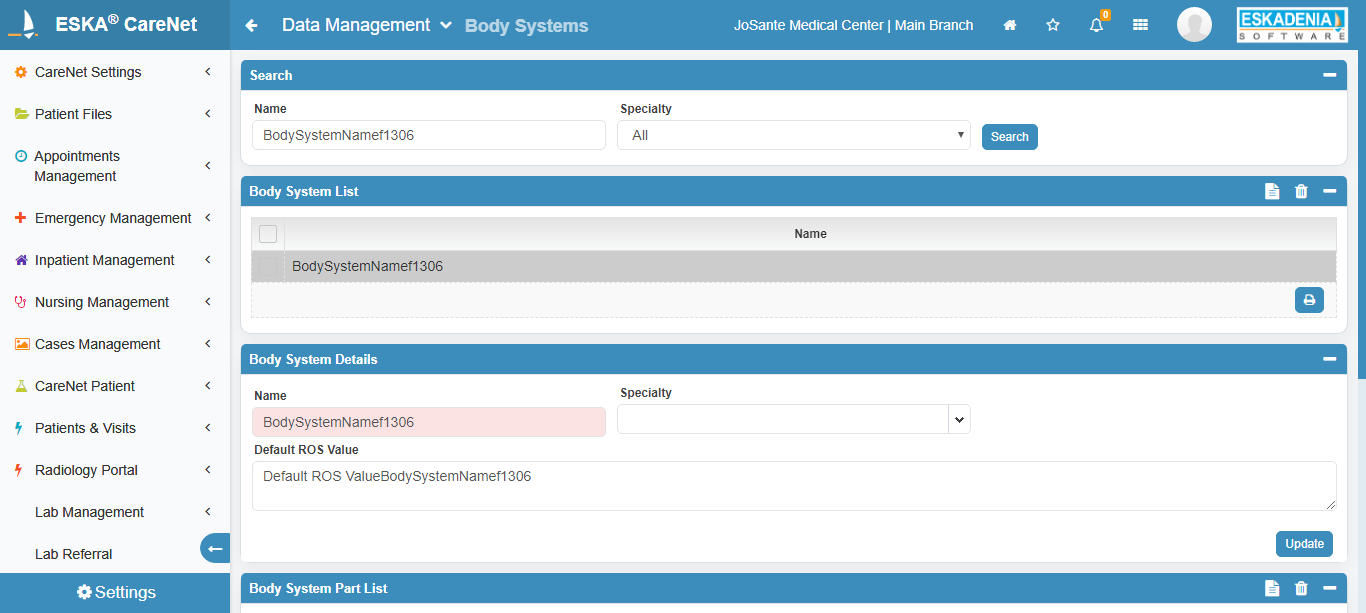 ESKA® CareNet
Data Management
Body Systems
JoSante Medical Center | Main Branch
0
ESKADENIA
SOFTWARE
CareNet Settings
Patient Files
Appointments
Management
Emergency Management
Inpatient Management
Nursing Management
Cases Management
CareNet Patient
Patients & Visits
Radiology Portal
Lab Management
Lab Referral
Settings
Search
Name
Specialty
BodySystemNamef1306
All
Search
Body System List
Name
BodySystemNamef1306
Body System Details
Name
Specialty
BodySystemNamef1306
Default ROS Value
Default ROS ValueBodySystemNamef1306
Update
Body System Part List